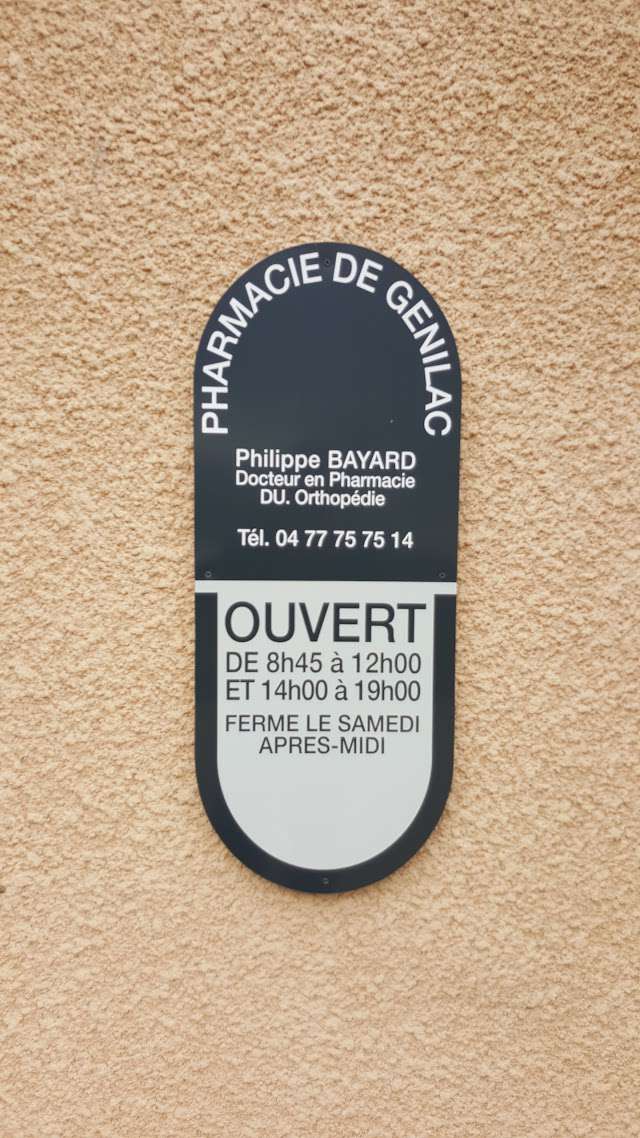 PHARMACIE DE GENILAC
Philippe BAYARD
Docteur en Pharmacie
DU. Orthopédie
Tél. 04 77 75 75 14
OUVERT
DE 8h45 à 12h00
ET 14h00 à 19h00
FERME LE SAMEDI
APRES-MIDI